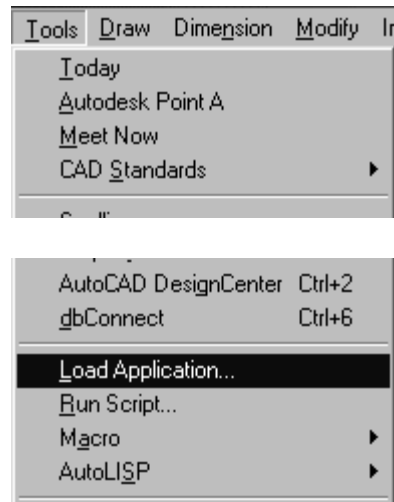 Tools Draw Dimension Modify
Today
Autodesk Point A
Meet Now
CAD Standards
AutoCAD DesignCenter Ctrl+2
dbConnect Ctrl+6
Load Application...
Run Script...
Macro
AutoLISP